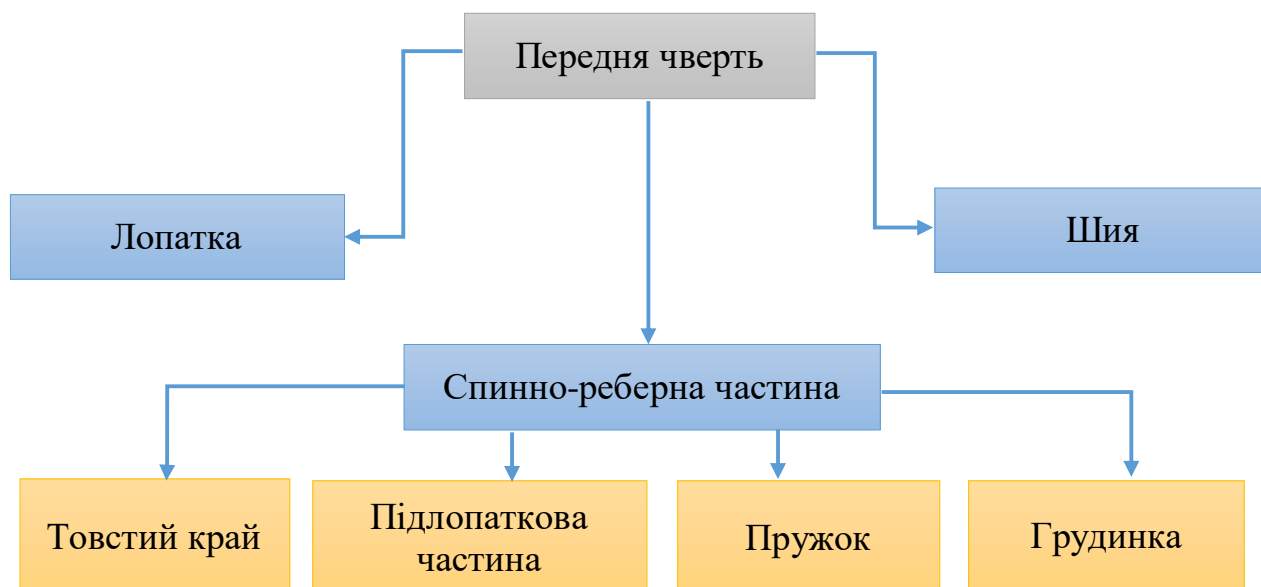 Передня чверть
Лопатка
Шия
Спинно-реберна частина
Товстий край
Підлопаткова
частина
Пружок
Грудинка